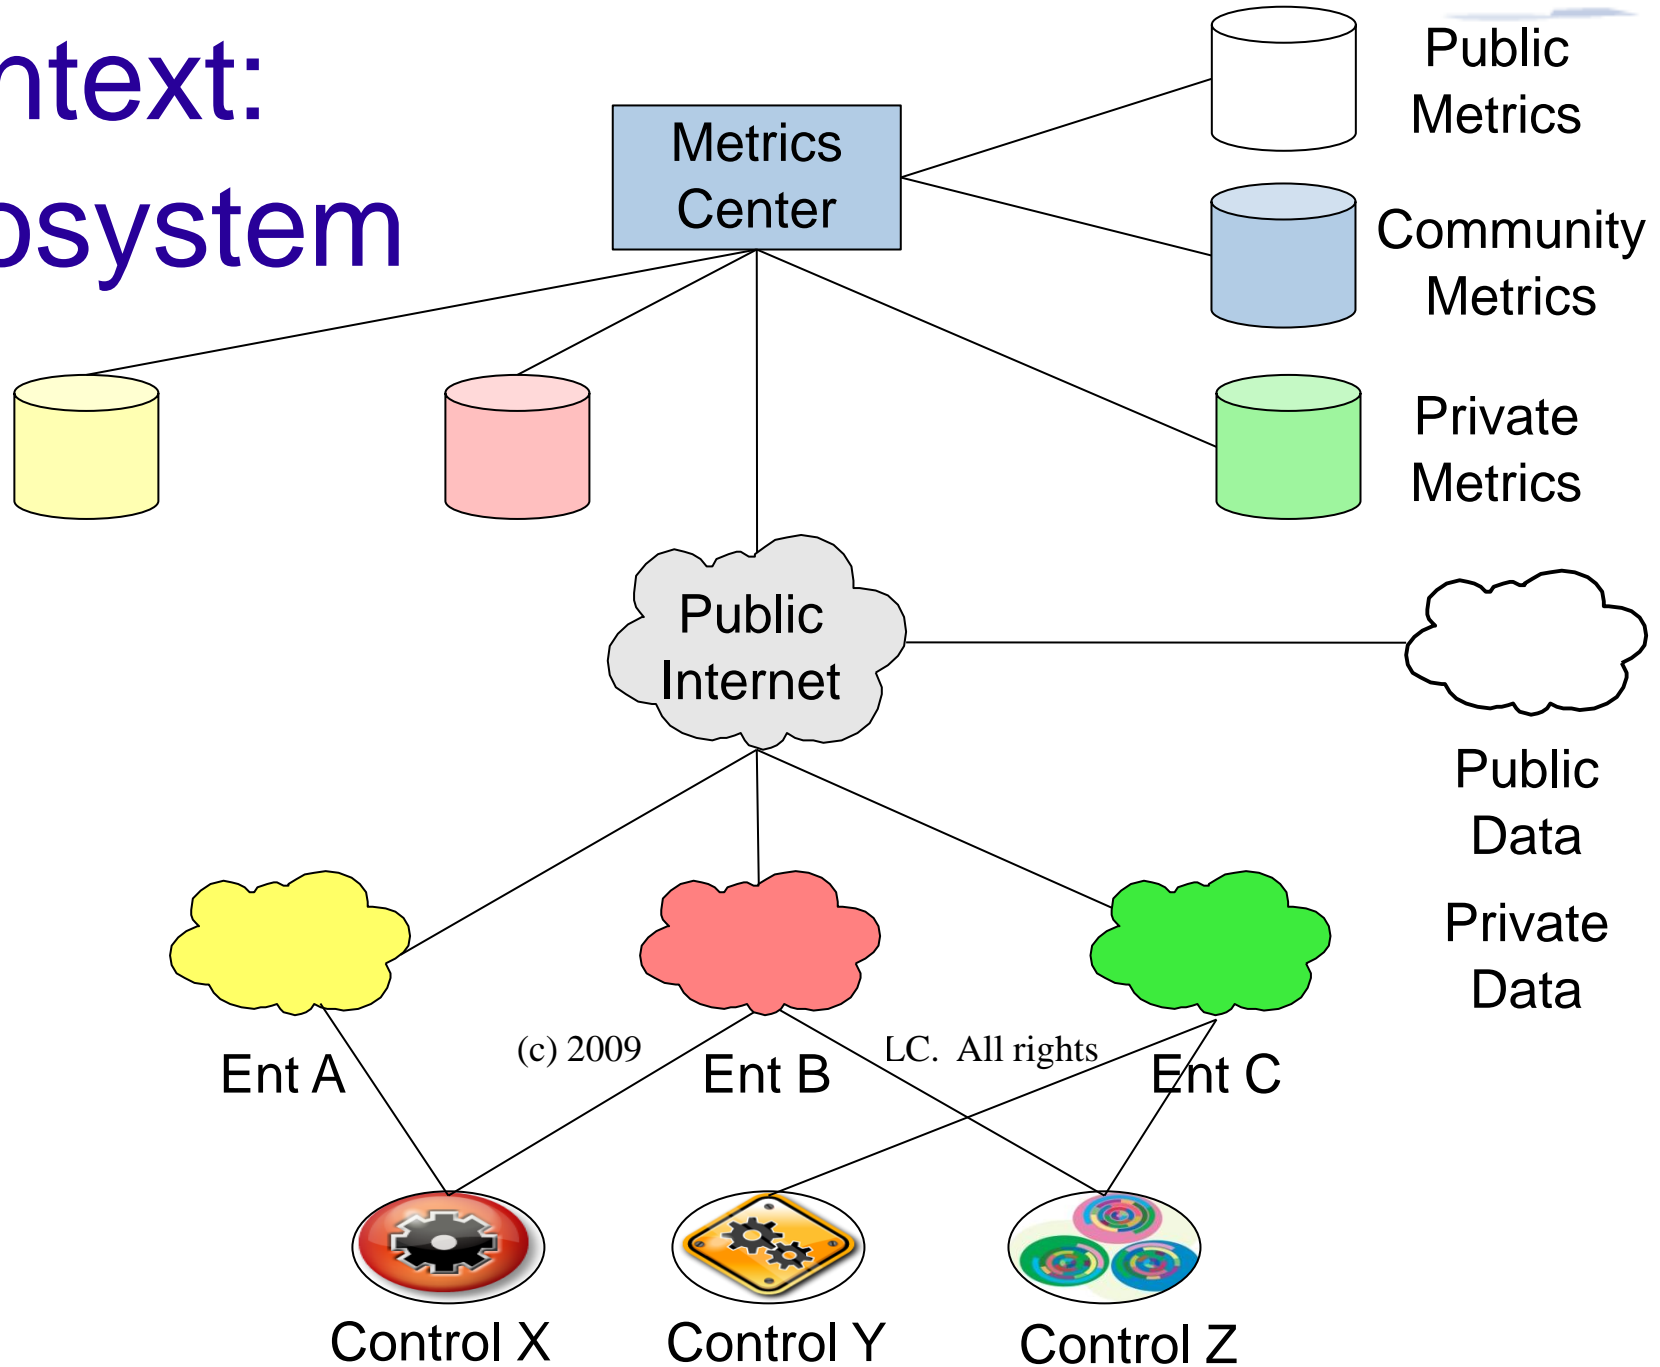 ntext:
osystem
Metrics
Center
Public
Metrics
Community
Metrics
Private
Metrics
Public
Internet
Public
Data
Private
Data
(c) 2009 LC. All rights
Ent A
Ent B
Ent C
Control X
Control Y
Control Z